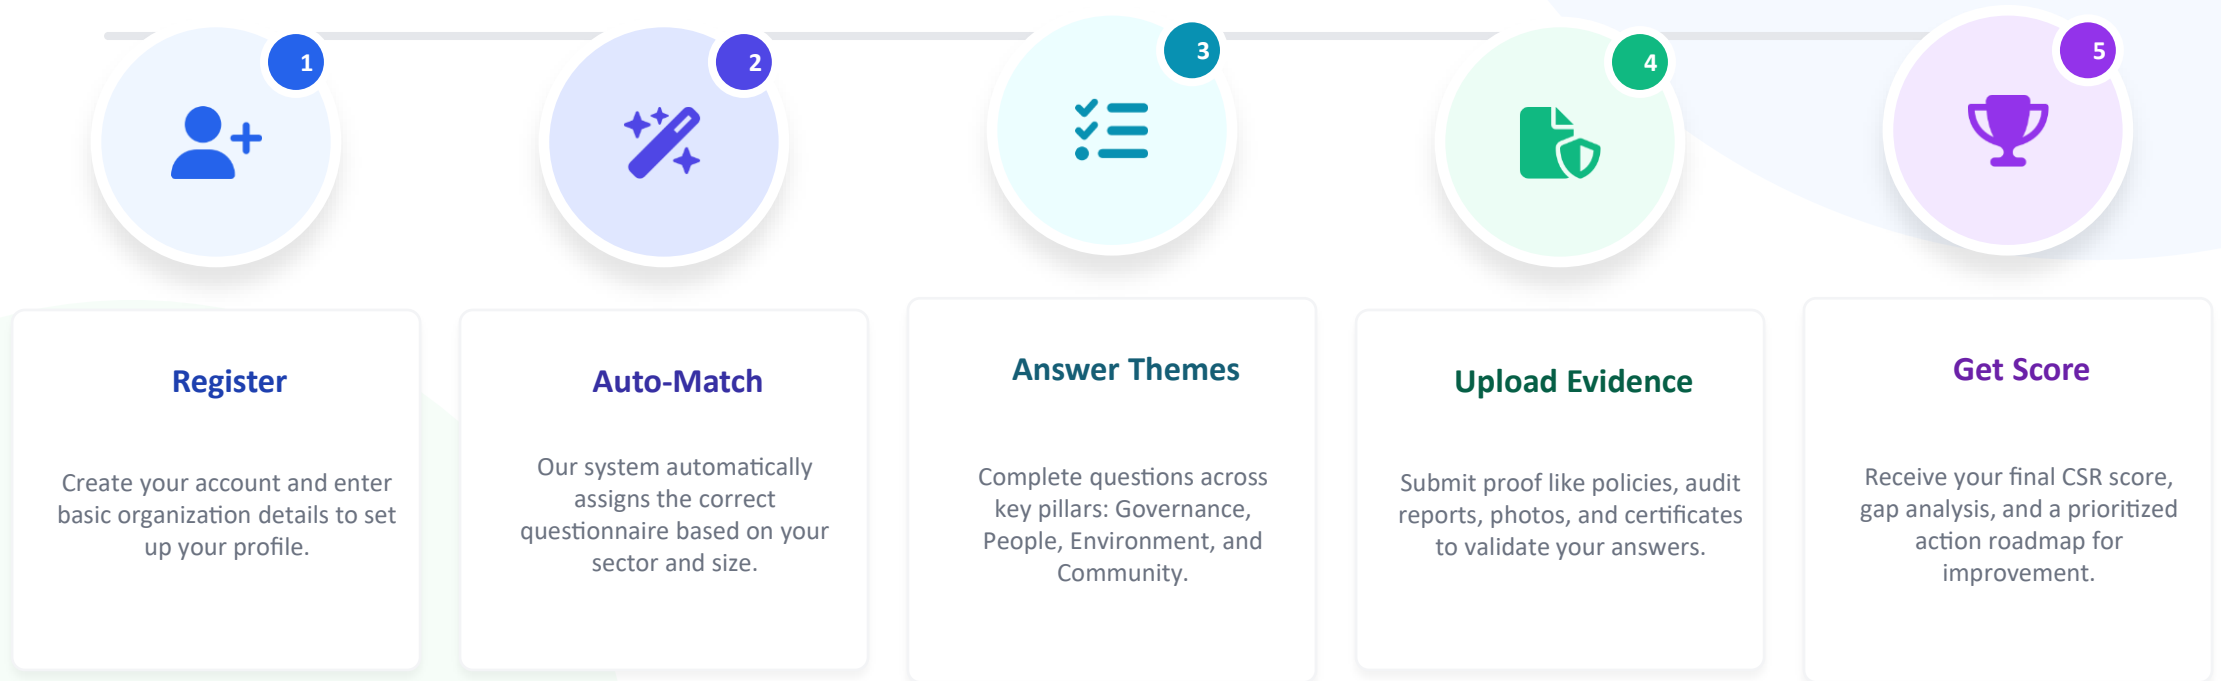 1
Register
Create your account and enter
basic organization details to set
up your profile.
2
Auto-Match
Our system automatically
assigns the correct
questionnaire based on your
sector and size.
3
Answer Themes
Complete questions across
key pillars: Governance,
People, Environment, and
Community.
4
Upload Evidence
Submit proof like policies, audit
reports, photos, and certificates
to validate your answers.
5
Get Score
Receive your final CSR score,
gap analysis, and a prioritized
action roadmap for
improvement.